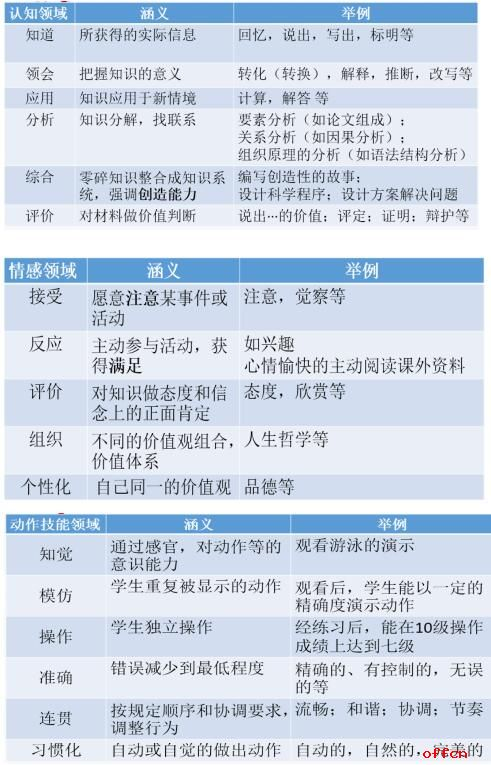 认知领域 涵义 举例
知道 所获得的实际信息 回忆，说出，写出，标明等
领会 把握知识的意义 转化（转换），解释，推断，改写等
应用 知识应用于新情境 计算，解答 等
分析 知识分解，找联系 要素分析（如论文组成）；
关系分析（如因果分析）；
组织原理的分析（如语法结构分析）
综合 零碎知识整合成知识系 编写创造性的故事；
统，强调创造能力 设计科学程序；设计方案解决问题
评价 对材料做价值判断 说出…的价值；评定；证明；辩护等
情感领域 涵义 举例
接受 愿意注意某事件或 注意，觉察等
活动
反应 主动参与活动，获 如兴趣
得满足 心情愉快的主动阅读课外资料
评价 对知识做态度和信 态度，欣赏等
念上的正面肯定
组织 不同的价值观组合， 人生哲学等
价值体系
个性化 自己同一的价值观 品德等
动作技能领域 涵义 举例
知觉 通过感官，对动作等的 观看游泳的演示
意识能力
模仿 学生重复被显示的动作 观看后，学生能以一定的
精确度演示动作
操作 学生独立操作 经练习后，能在10级操作
成绩上达到七级
准确 错误减少到最低程度 精确的、有控制的，无误
的等
连贯 按规定顺序和协调要求， 流畅；和谐；协调；节奏
调整行为
习惯化 自动或自觉的做出动作 自动的，自然的，完善的
offcn